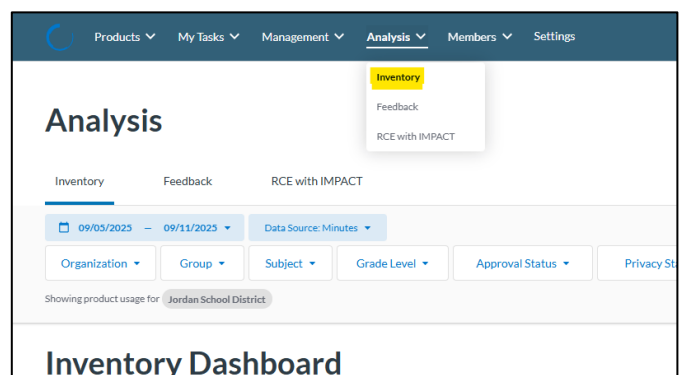 Products My Tasks Management Analysis Members Settings
Inventory
Feedback
RCE with IMPACT
Analysis
Inventory Feedback RCE with IMPACT
09/05/2025 — 09/11/2025 Data Source: Minutes
Organization Group Subject Grade Level Approval Status Privacy Sta
Showing product usage for Jordan School District
Inventory Dashboard